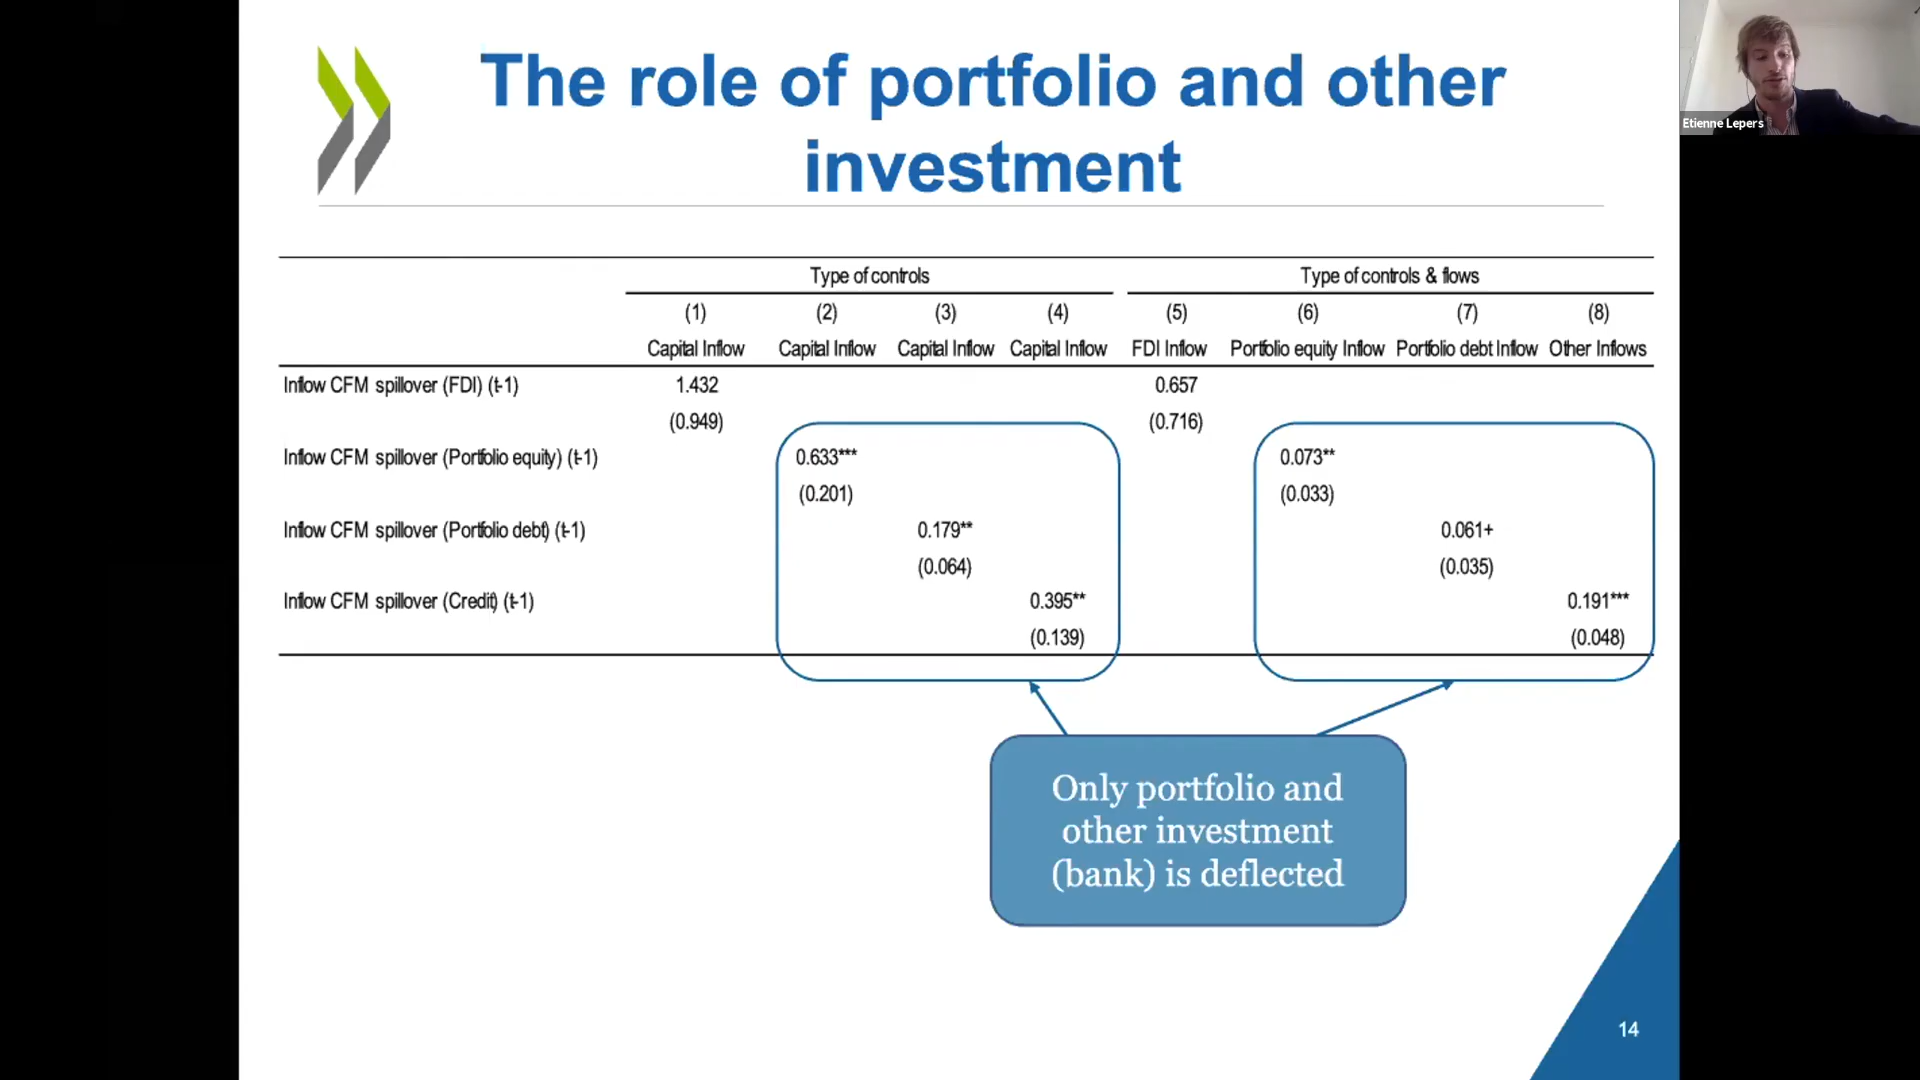 The role of portfolio and other
investment
Etienne Lepers
Type of controls Type of controls & flows
(1) (2) (3) (4) (5) (6) (7) (8)
Capital Inflow Capital Inflow Capital Inflow Capital Inflow FDI Inflow Portfolio equity Inflow Portfolio debt Inflow Other Inflows
Inflow CFM spillover (FDI) (t-1) 1.432 0.657
(0.949) (0.716)
Inflow CFM spillover (Portfolio equity) (t-1) 0.633*** 0.073**
(0.201) (0.033)
Inflow CFM spillover (Portfolio debt) (t-1) 0.179** 0.061+
(0.064) (0.035)
Inflow CFM spillover (Credit) (t-1) 0.395** 0.191***
(0.139) (0.048)
Only portfolio and
other investment
(bank) is deflected
14